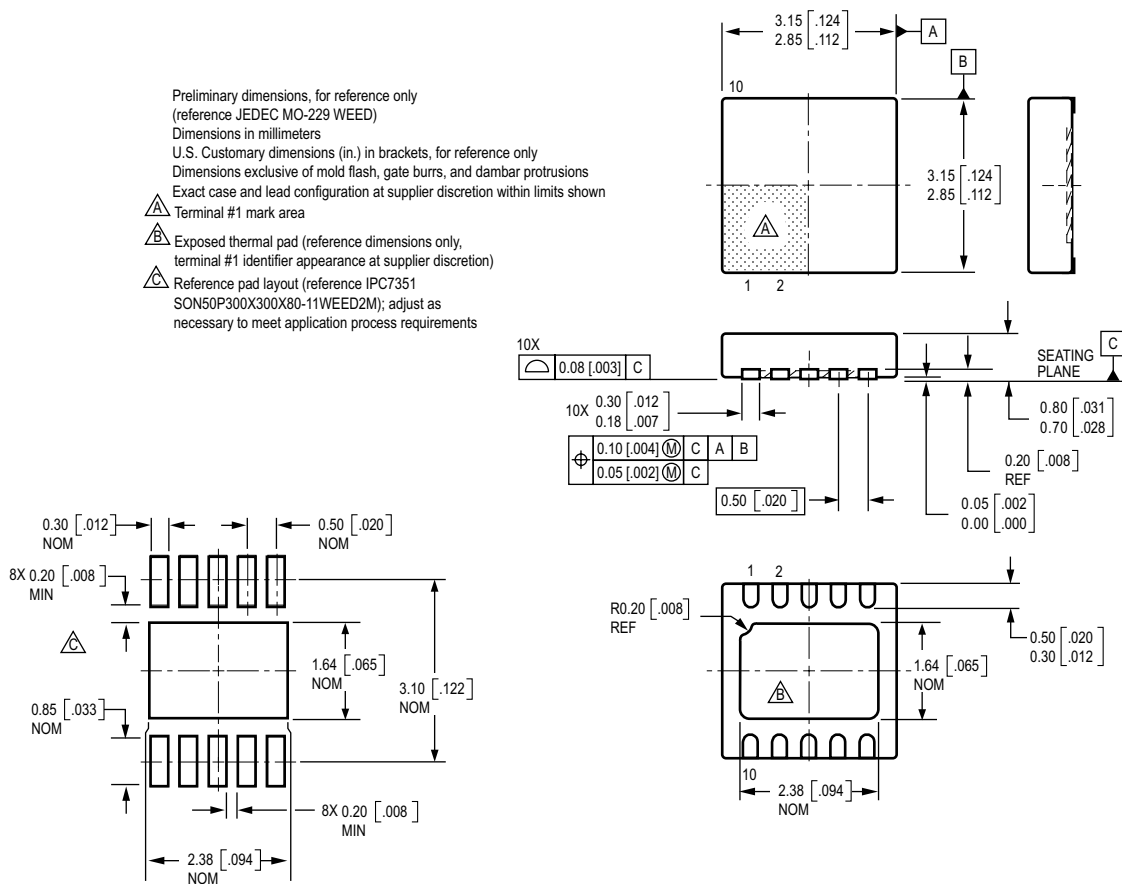 Preliminary dimensions, for reference only
(reference JEDEC MO-229 WEED)
Dimensions in millimeters
U.S. Customary dimensions (in.) in brackets, for reference only
Dimensions exclusive of mold flash, gate burrs, and dambar protrusions
Exact case and lead configuration at supplier discretion within limits shown
A Terminal #1 mark area
B Exposed thermal pad (reference dimensions only,
terminal #1 identifier appearance at supplier discretion)
C Reference pad layout (reference IPC7351
SON50P300X300X80-11WEED2M); adjust as
necessary to meet application process requirements
3.15 [.124
2.85 .112]
A
B
10
3.15 [.124
2.85 .112]
A
1 2
10X
⌓ 0.08 [.003] C
SEATING
PLANE
C
10X 0.30 [.012
0.18 .007]
⌖ 0.10 [.004] Ⓜ C A B
0.05 [.002] Ⓜ C
0.50 [.020]
0.80 [.031
0.70 .028]
0.20 [.008]
REF
0.05 [.002
0.00 .000]
0.30 [.012]
NOM
0.50 [.020]
NOM
8X 0.20 [.008]
MIN
C
1.64 [.065]
NOM
3.10 [.122]
NOM
0.85 [.033]
NOM
8X 0.20 [.008]
MIN
2.38 [.094]
NOM
1 2
R0.20 [.008]
REF
0.50 [.020
0.30 .012]
1.64 [.065]
NOM
B
10
2.38 [.094]
NOM